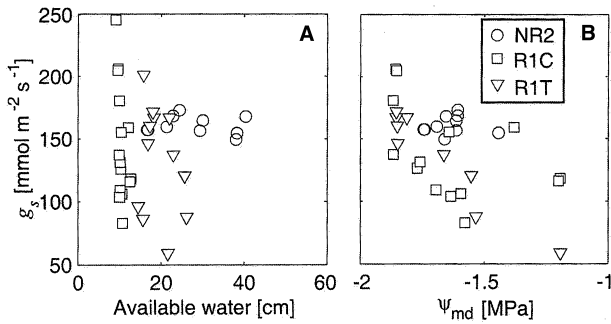 g_s [mmol m⁻² s⁻¹]
250
200
150
100
50
A
0
20
40
60
Available water [cm]
B
NR2
R1C
R1T
-2
-1.5
-1
Ψ_md [MPa]